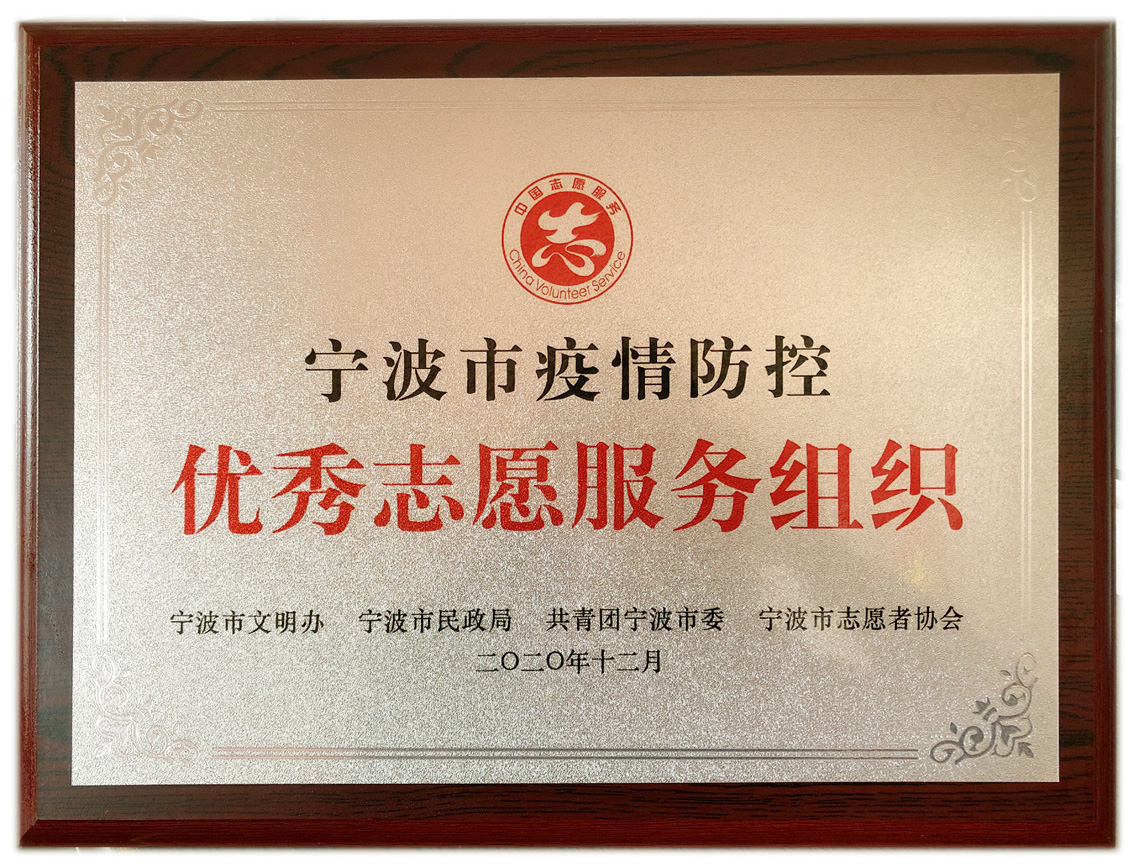 中国志愿服务
China Volunteer Service
宁波市疫情防控
优秀志愿服务组织
宁波市文明办 宁波市民政局 共青团宁波市委 宁波市志愿者协会
二〇二〇年十二月